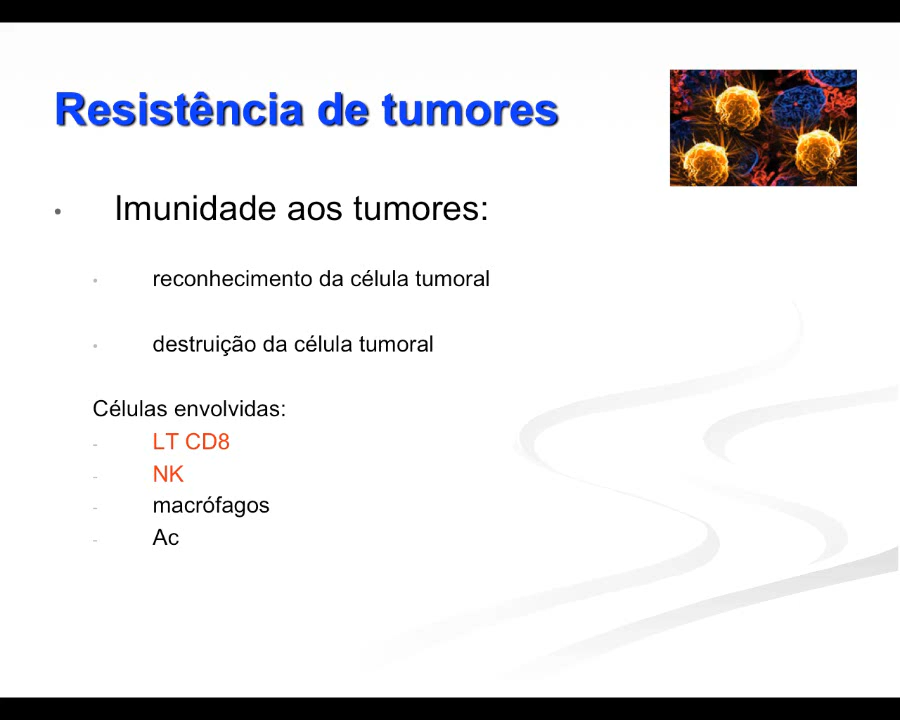 Resistência de tumores
• Imunidade aos tumores:
• reconhecimento da célula tumoral
• destruição da célula tumoral
Células envolvidas:
- LT CD8
- NK
- macrófagos
- Ac